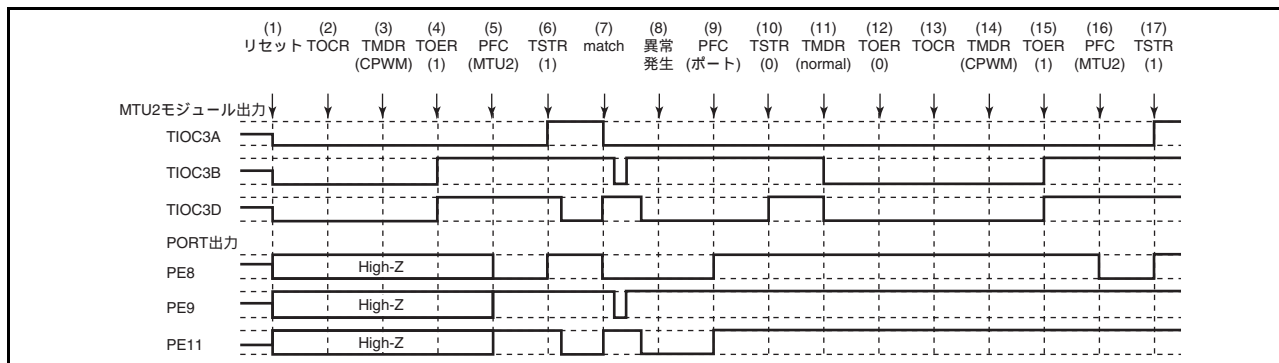 (1) (2) (3) (4) (5) (6) (7) (8) (9) (10) (11) (12) (13) (14) (15) (16) (17)
リセット TOCR TMDR TOER PFC TSTR match 異常 PFC TSTR TMDR TOER TOCR TMDR TOER PFC TSTR
(CPWM) (1) (MTU2) (1) 発生 (ポート) (0) (normal) (0) (CPWM) (1) (MTU2) (1)
MTU2モジュール出力
TIOC3A
TIOC3B
TIOC3D
PORT出力
PE8 High-Z
PE9 High-Z
PE11 High-Z